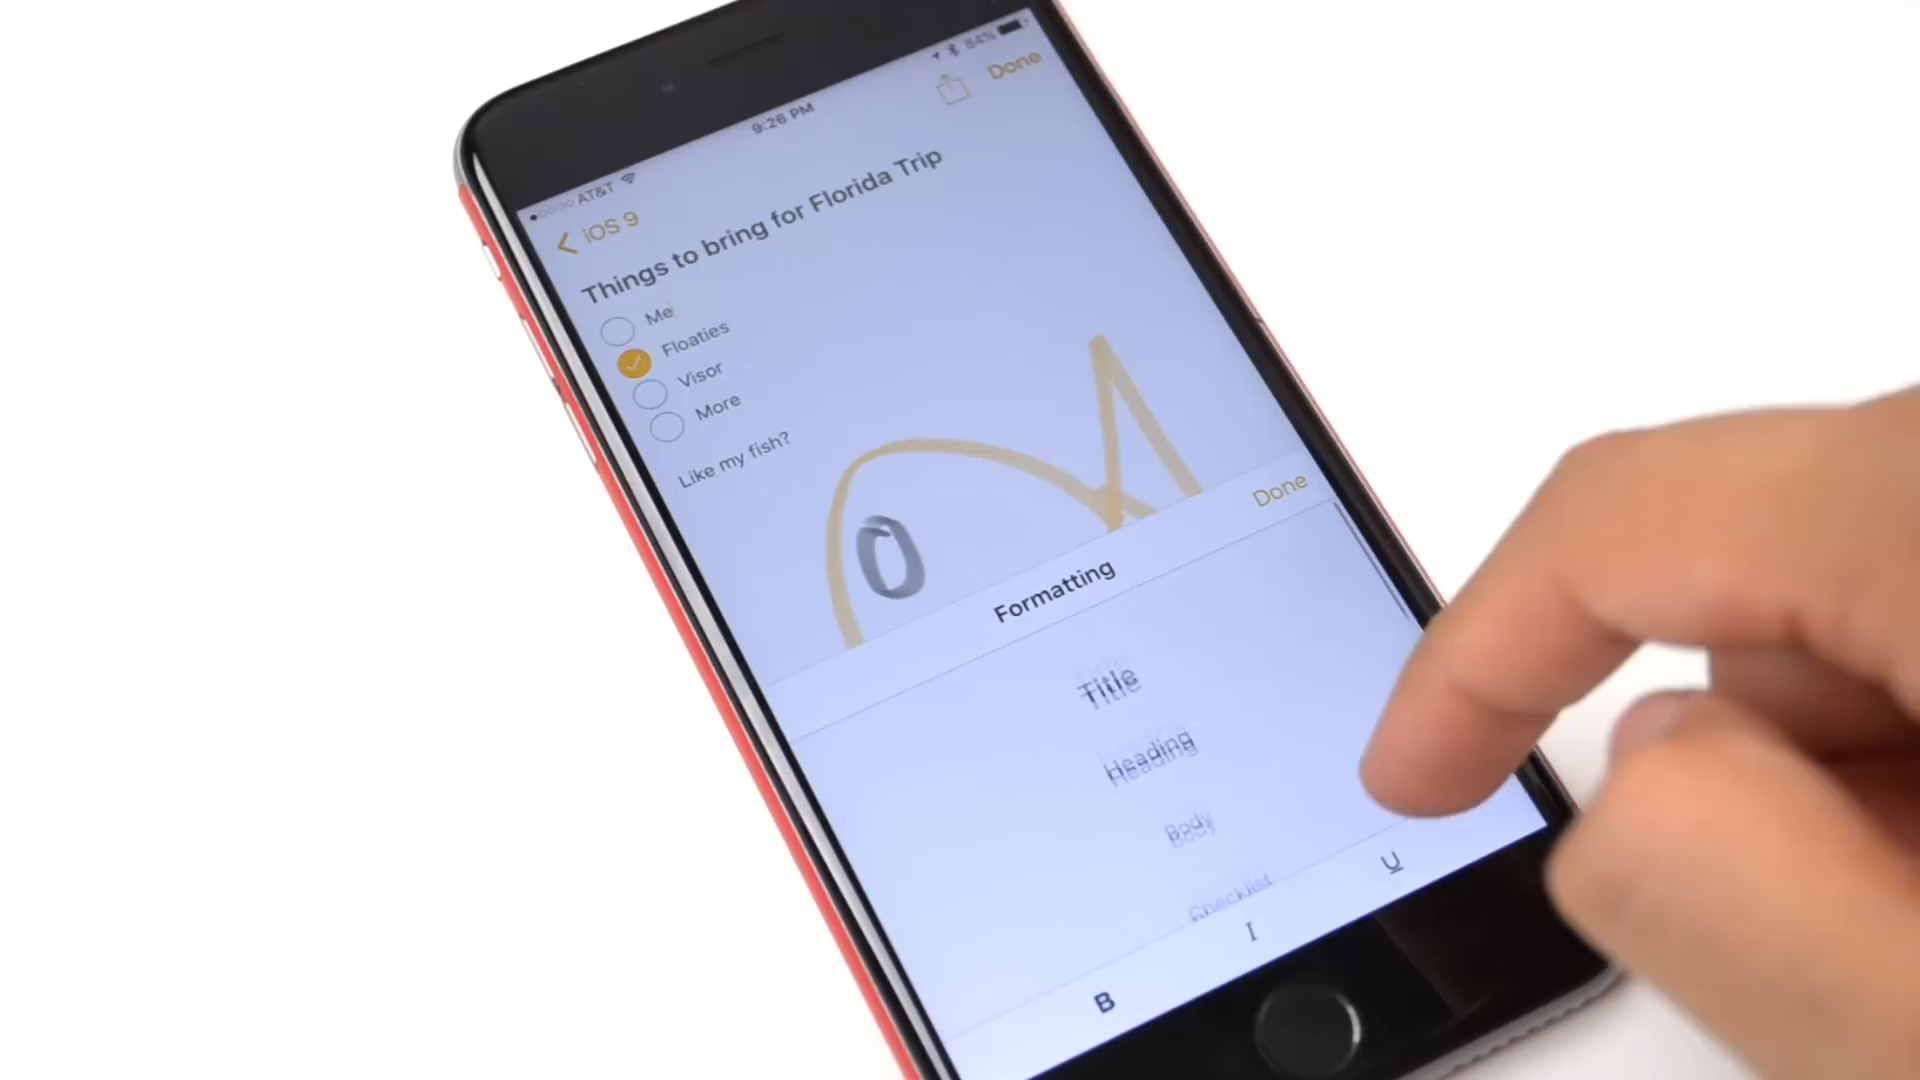 AT&T 9:26 PM 84%
iOS 9 Done
Things to bring for Florida Trip
Me
Floaties
Visor
More
Like my fish?
Done
Formatting
Title
Heading
Body
Checklist
B I U